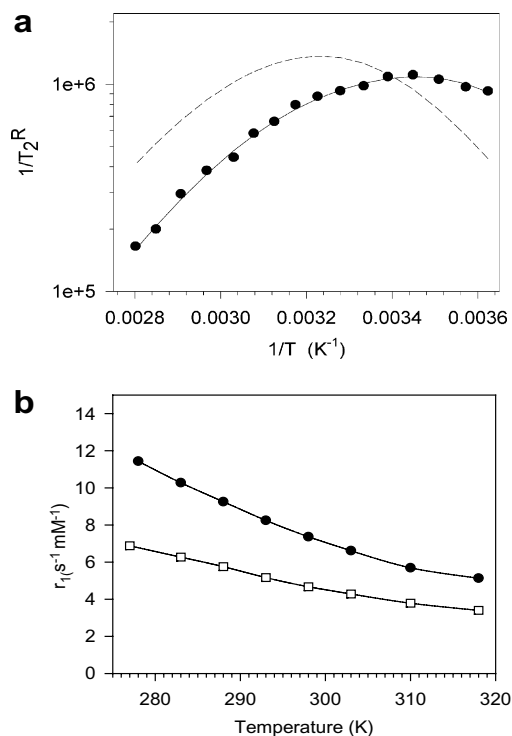 a
1e+6
1/T₂ᴿ
1e+5
0.0028 0.0030 0.0032 0.0034 0.0036
1/T (K⁻¹)
b
14
12
10
8
6
4
2
0
r₁(s⁻¹ mM⁻¹)
280 290 300 310 320
Temperature (K)